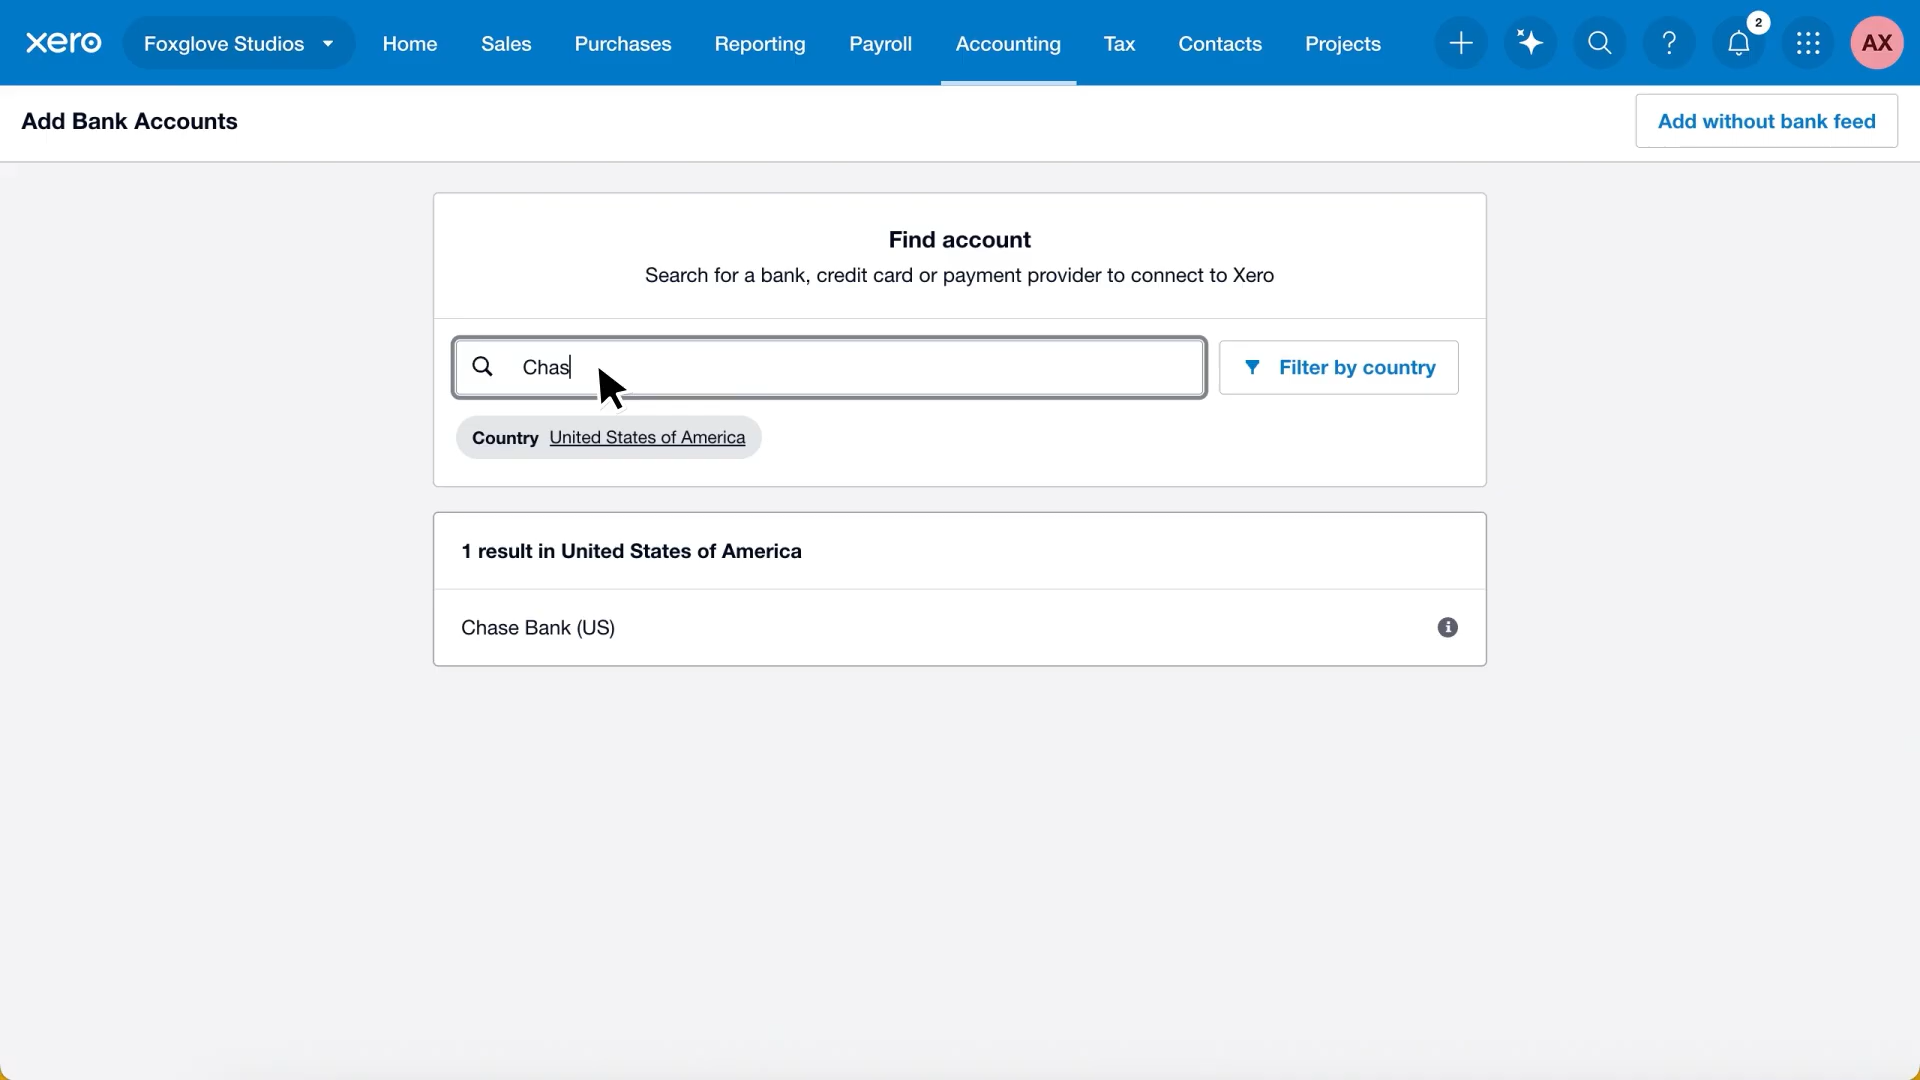 xero Foxglove Studios Home Sales Purchases Reporting Payroll Accounting Tax Contacts Projects ? 2 AX
Add Bank Accounts Add without bank feed
Find account
Search for a bank, credit card or payment provider to connect to Xero
Chas Filter by country
Country United States of America
1 result in United States of America
Chase Bank (US)